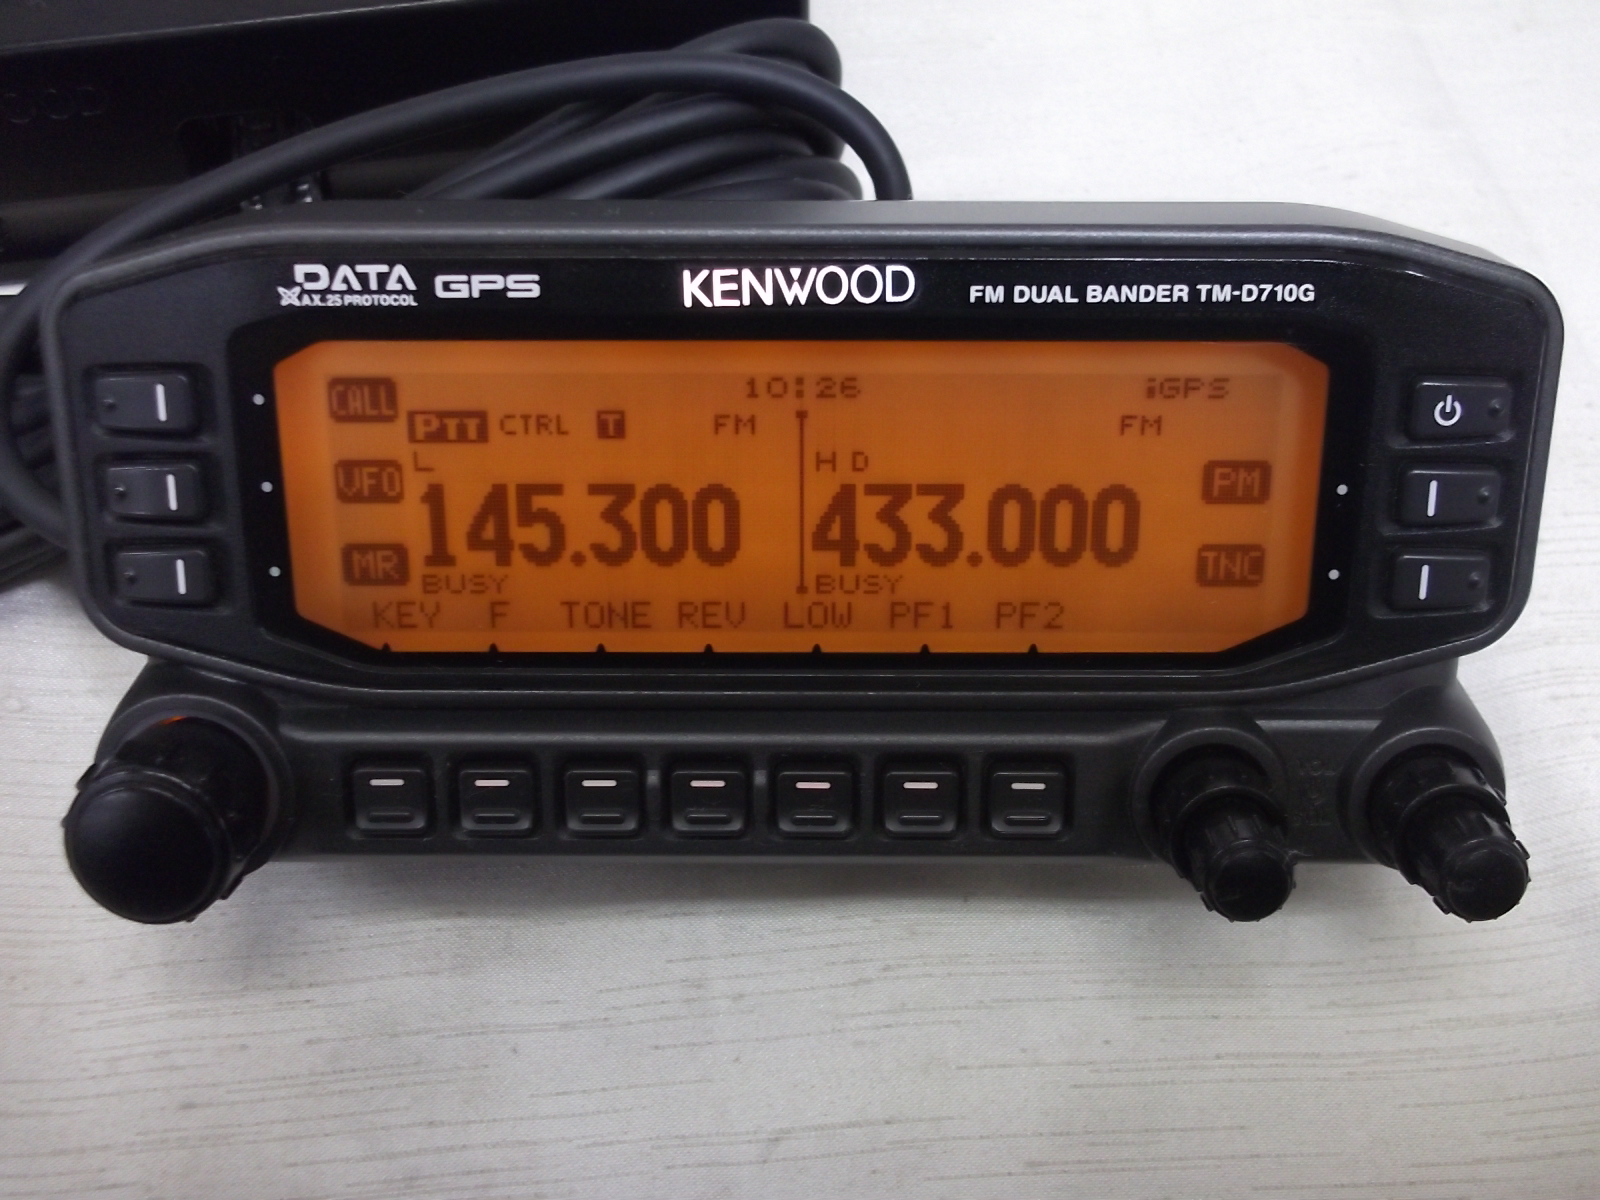 DATA GPS KENWOOD FM DUAL BANDER TM-D710G
AX.25 PROTOCOL
10:26 iGPS
CALL PTT CTRL T FM FM
L H D
VFO 145.300 433.000 PM
MR BUSY BUSY TNC
KEY F TONE REV LOW PF1 PF2